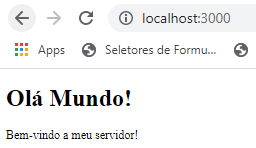 localhost:3000
Apps Seletores de Formu...
Olá Mundo!
Bem-vindo a meu servidor!